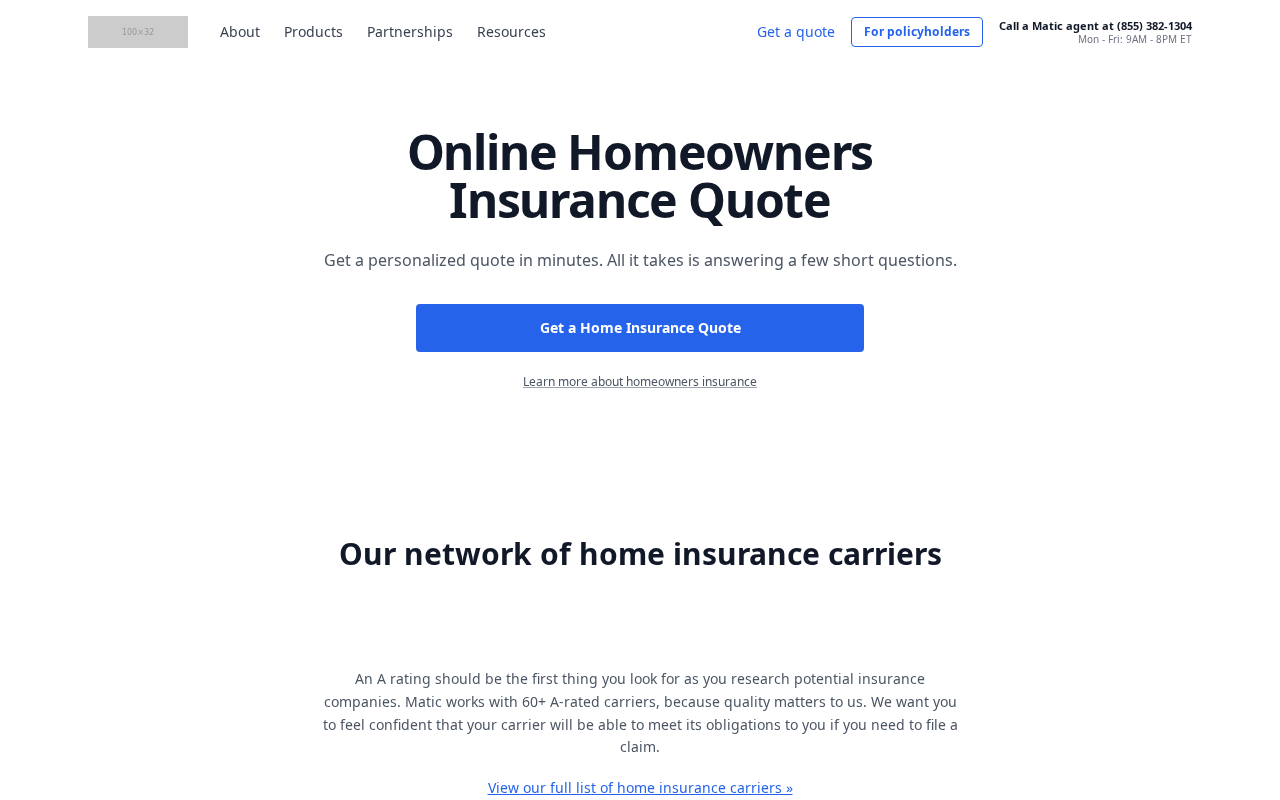 100x32
About
Products
Partnerships
Resources
Get a quote
For policyholders
Call a Matic agent at (855) 382-1304
Mon - Fri: 9AM - 8PM ET
Online Homeowners
Insurance Quote
Get a personalized quote in minutes. All it takes is answering a few short questions.
Get a Home Insurance Quote
Learn more about homeowners insurance
Our network of home insurance carriers
An A rating should be the first thing you look for as you research potential insurance
companies. Matic works with 60+ A-rated carriers, because quality matters to us. We want you
to feel confident that your carrier will be able to meet its obligations to you if you need to file a
claim.
View our full list of home insurance carriers »